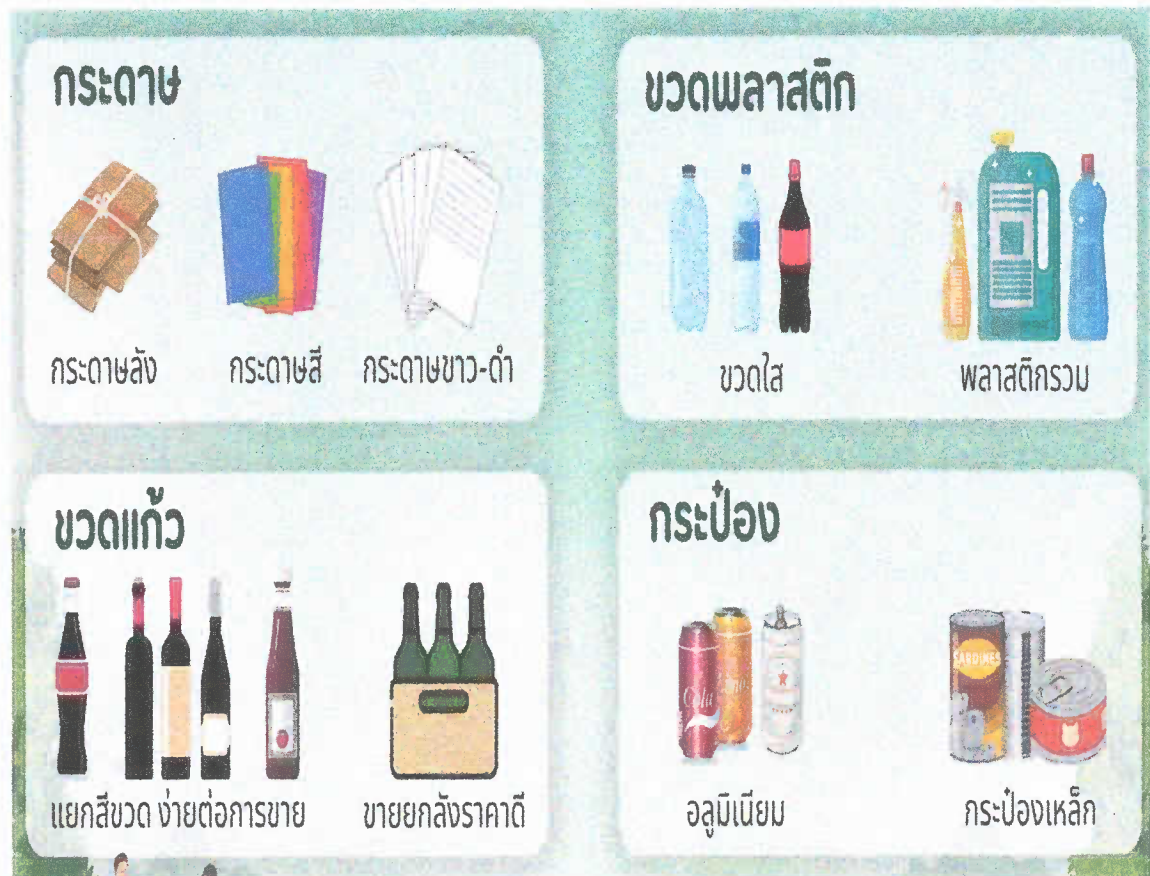 กระดาษ
กระดาษลัง
กระดาษสี
กระดาษขาว-ดำ
ขวดพลาสติก
ขวดใส
พลาสติกรวม
ขวดแก้ว
แยกสีขวด ง่ายต่อการขาย
ขายยกลังราคาดี
กระป๋อง
Cola
SARDINES
อลูมิเนียม
กระป๋องเหล็ก